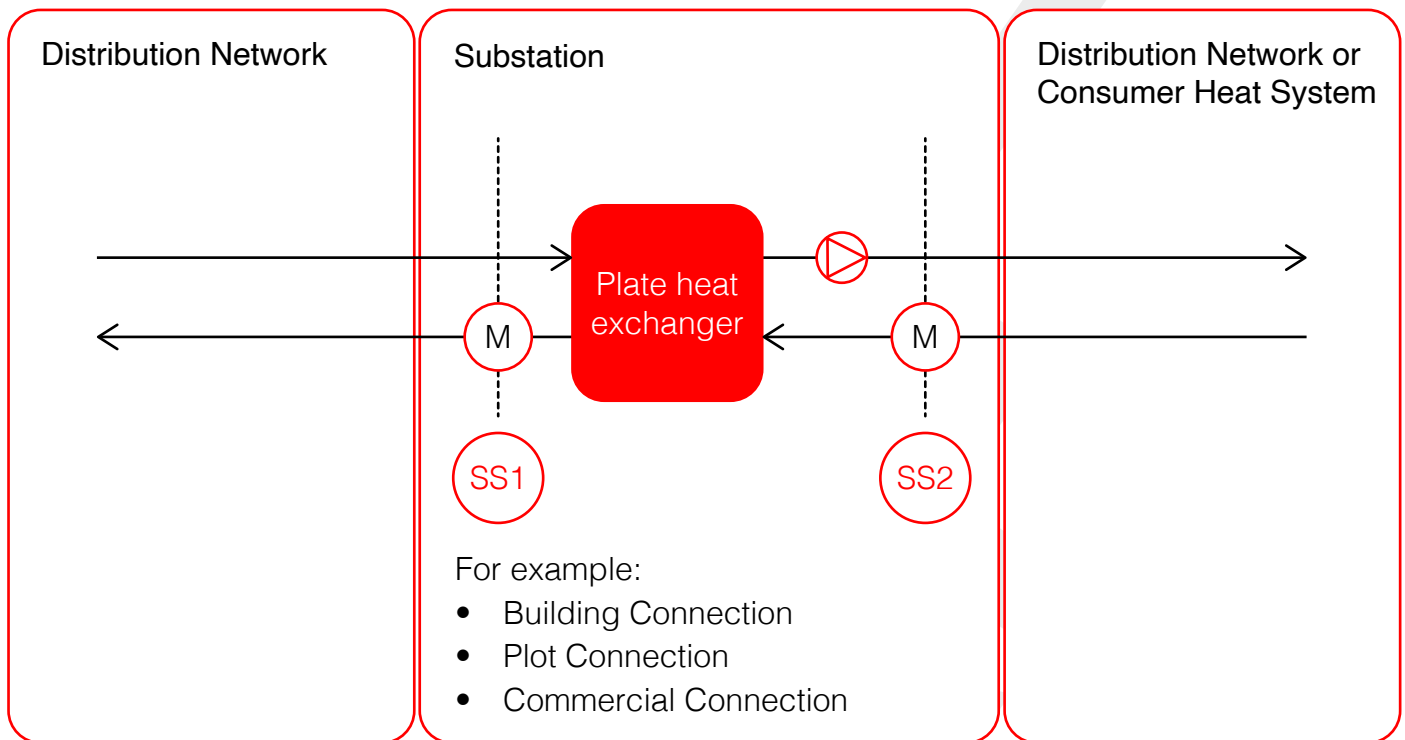 Distribution Network
Substation
Distribution Network or
Consumer Heat System
Plate heat
exchanger
M
M
SS1
SS2
For example:
• Building Connection
• Plot Connection
• Commercial Connection